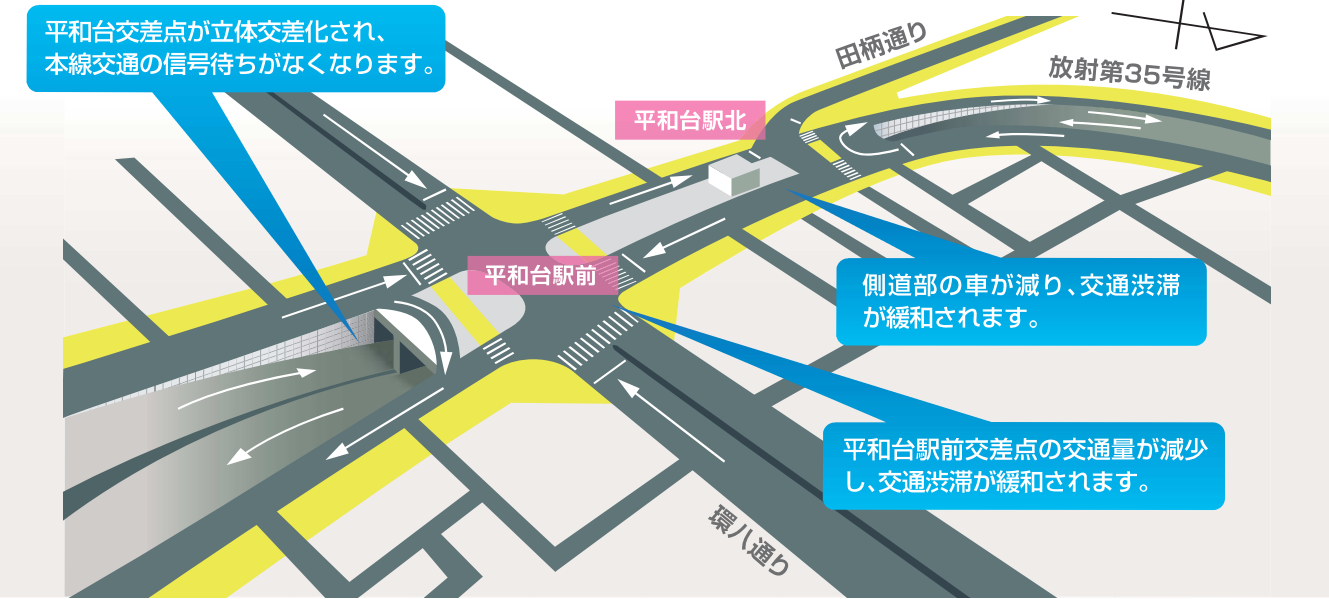 平和台交差点が立体交差化され、
本線交通の信号待ちがなくなります。
田柄通り
放射第35号線
平和台駅北
平和台駅前
側道部の車が減り、交通渋滞
が緩和されます。
平和台駅前交差点の交通量が減少
し、交通渋滞が緩和されます。
環八通り